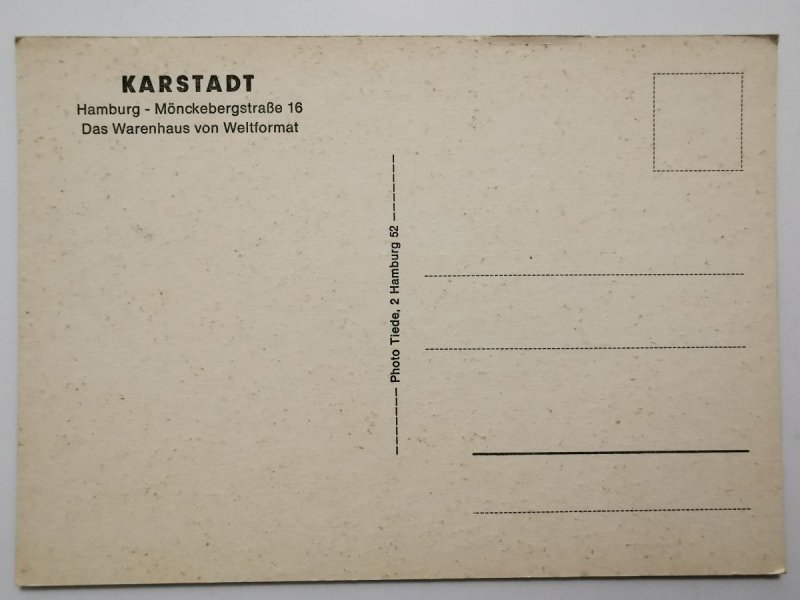 KARSTADT
Hamburg - Mönckebergstraße 16
Das Warenhaus von Weltformat
Photo Tiede, 2 Hamburg 52